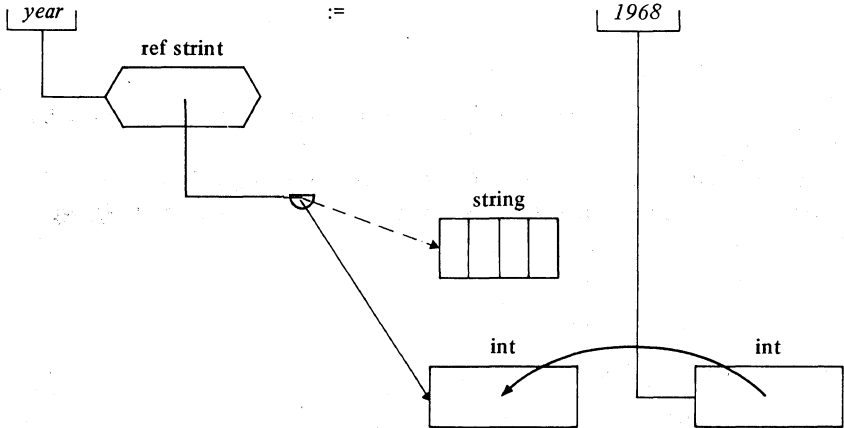 year := 1968
ref strint
string
int int